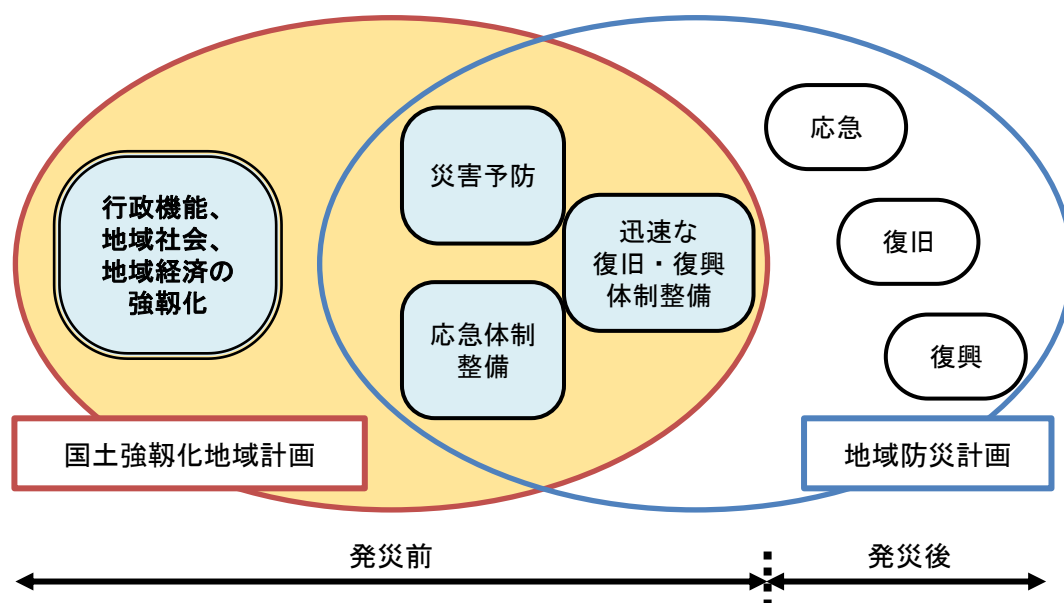 行政機能、
地域社会、
地域経済の
強靱化
災害予防
応急体制
整備
迅速な
復旧・復興
体制整備
応急
復旧
復興
国土強靱化地域計画
地域防災計画
発災前
発災後